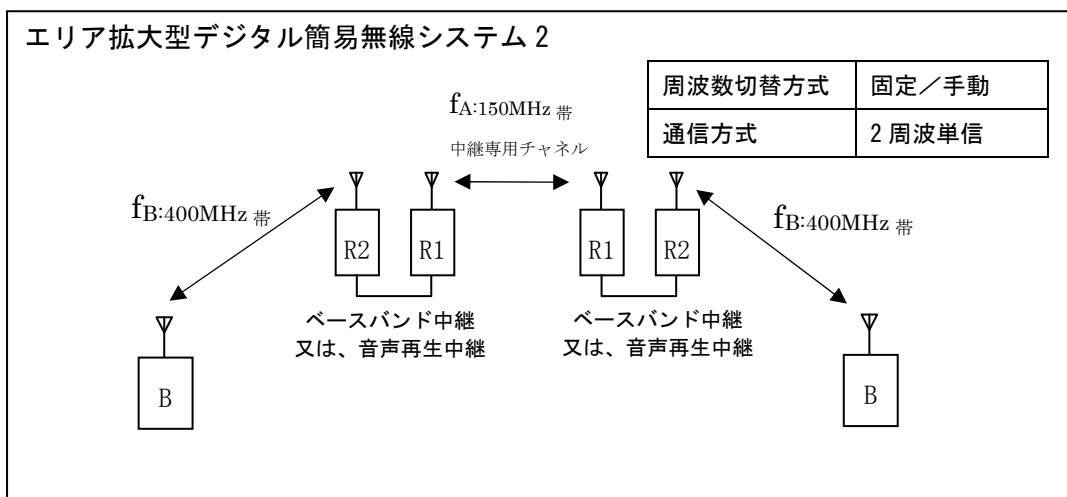 エリア拡大型デジタル簡易無線システム2
周波数切替方式 固定／手動
通信方式 2周波単信
fA:150MHz 帯
中継専用チャネル
fB:400MHz 帯
fB:400MHz 帯
R2 R1 R1 R2
ベースバンド中継
又は、音声再生中継
ベースバンド中継
又は、音声再生中継
B B